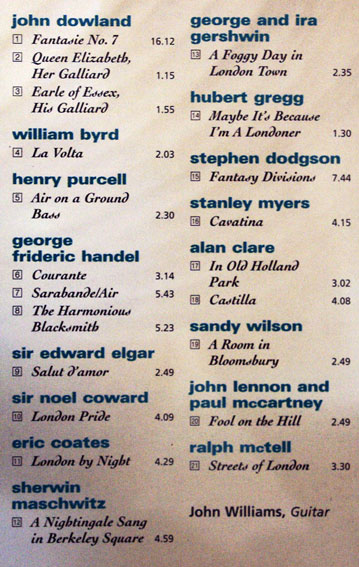 john dowland
1 Fantasie No. 7 16.12
2 Queen Elizabeth,
Her Galliard 1.15
3 Earle of Essex,
His Galliard 1.55
william byrd
4 La Volta 2.03
henry purcell
5 Air on a Ground
Bass 2.30
george
frideric handel
6 Courante 3.14
7 Sarabande/Air 5.43
8 The Harmonious
Blacksmith 5.23
sir edward elgar
9 Salut d'amor 2.49
sir noel coward
10 London Pride 4.09
eric coates
11 London by Night 4.29
sherwin
maschwitz
12 A Nightingale Sang
in Berkeley Square 4.59
george and ira
gershwin
13 A Foggy Day in
London Town 2.35
hubert gregg
14 Maybe It's Because
I'm A Londoner 1.30
stephen dodgson
15 Fantasy Divisions 7.44
stanley myers
16 Cavatina 4.15
alan clare
17 In Old Holland
Park 3.02
18 Castilla 4.08
sandy wilson
19 A Room in
Bloomsbury 2.49
john lennon and
paul mccartney
20 Fool on the Hill 2.49
ralph mctell
21 Streets of London 3.30
John Williams, Guitar